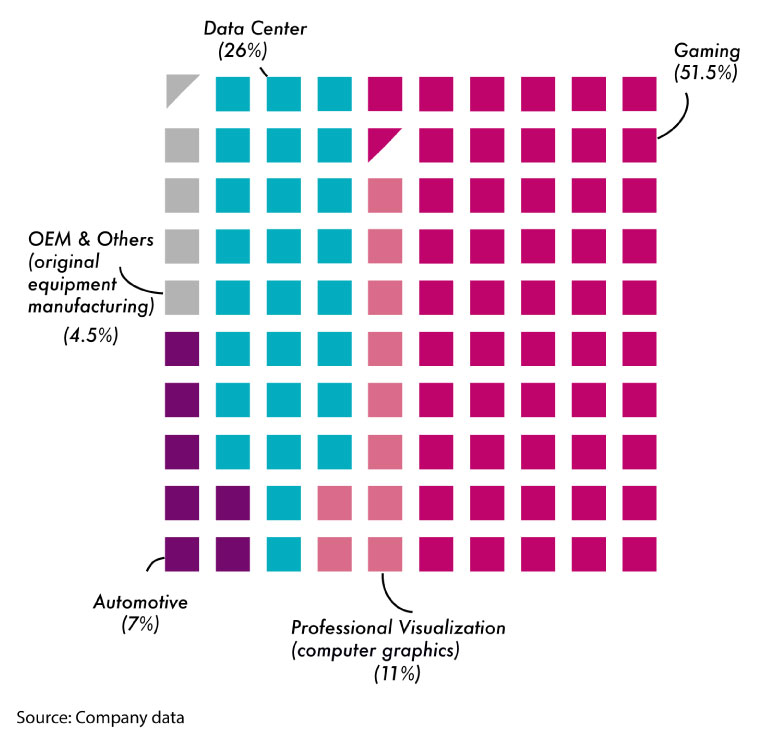 Data Center
(26%)
Gaming
(51.5%)
OEM & Others
(original
equipment
manufacturing)
(4.5%)
Automotive
(7%)
Professional Visualization
(computer graphics)
(11%)
Source: Company data